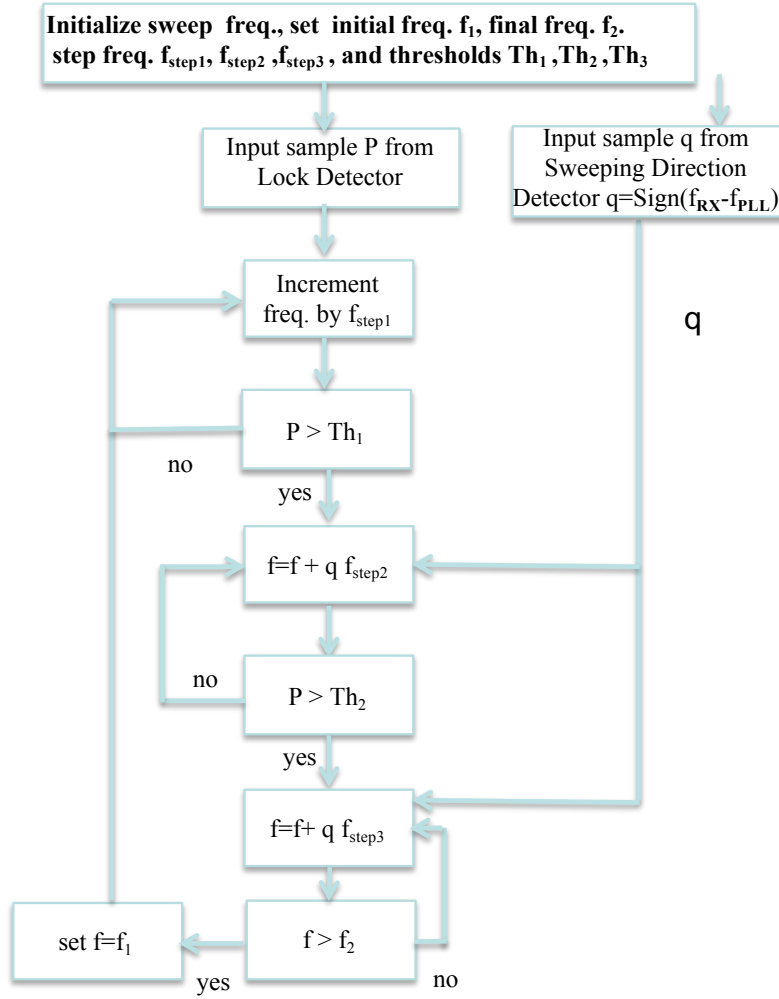 Initialize sweep freq., set initial freq. f₁, final freq. f₂.
step freq. fstep1, fstep2 ,fstep3 , and thresholds Th₁ ,Th₂ ,Th₃
Input sample P from
Lock Detector
Input sample q from
Sweeping Direction
Detector q=Sign(fRX-fPLL)
Increment
freq. by fstep1
q
P > Th₁
no
yes
f=f + q fstep2
no
P > Th₂
yes
f=f+ q fstep3
set f=f₁
f > f₂
yes
no